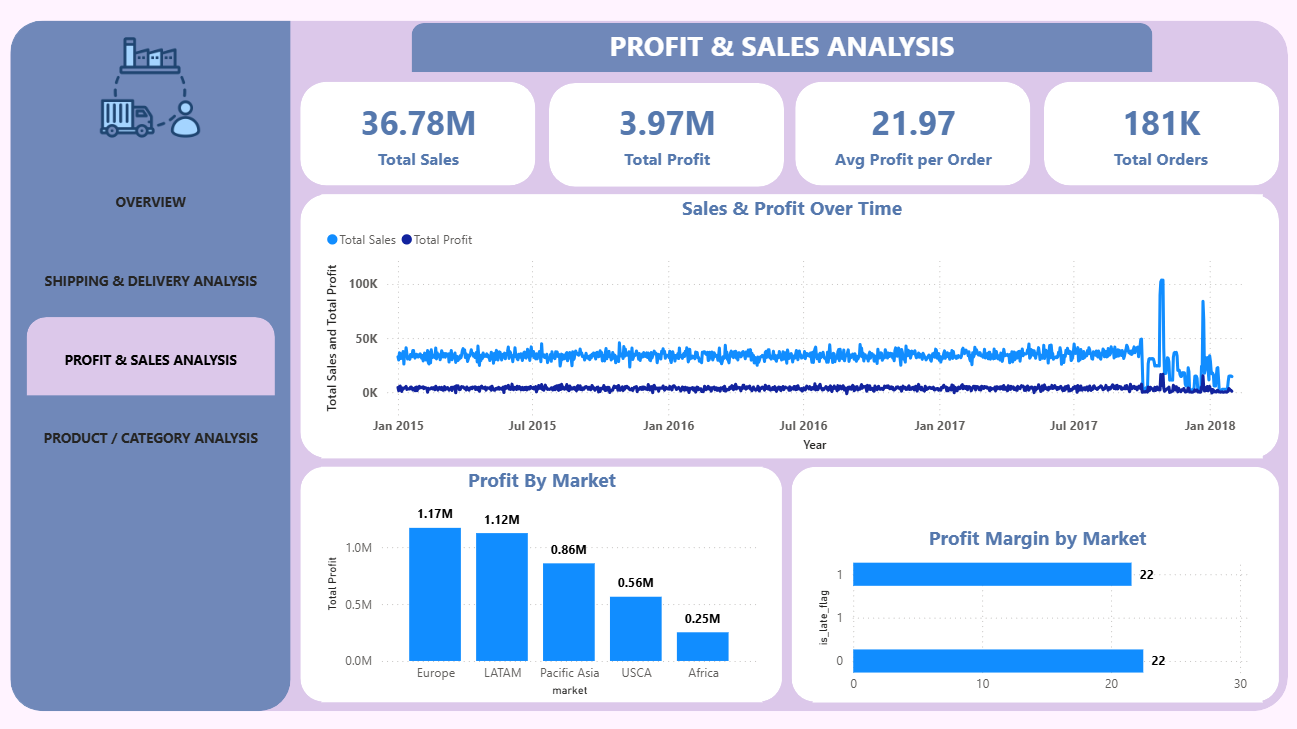 PROFIT & SALES ANALYSIS
36.78M
Total Sales
3.97M
Total Profit
21.97
Avg Profit per Order
181K
Total Orders
OVERVIEW
SHIPPING & DELIVERY ANALYSIS
PROFIT & SALES ANALYSIS
PRODUCT / CATEGORY ANALYSIS
Sales & Profit Over Time
Total Sales Total Profit
Total Sales and Total Profit
100K
50K
0K
Jan 2015 Jul 2015 Jan 2016 Jul 2016 Jan 2017 Jul 2017 Jan 2018
Year
Profit By Market
Total Profit
1.0M
0.5M
0.0M
1.17M 1.12M 0.86M 0.56M 0.25M
Europe LATAM Pacific Asia USCA Africa
market
Profit Margin by Market
is_late_flag
1 22
1
0 22
0 10 20 30